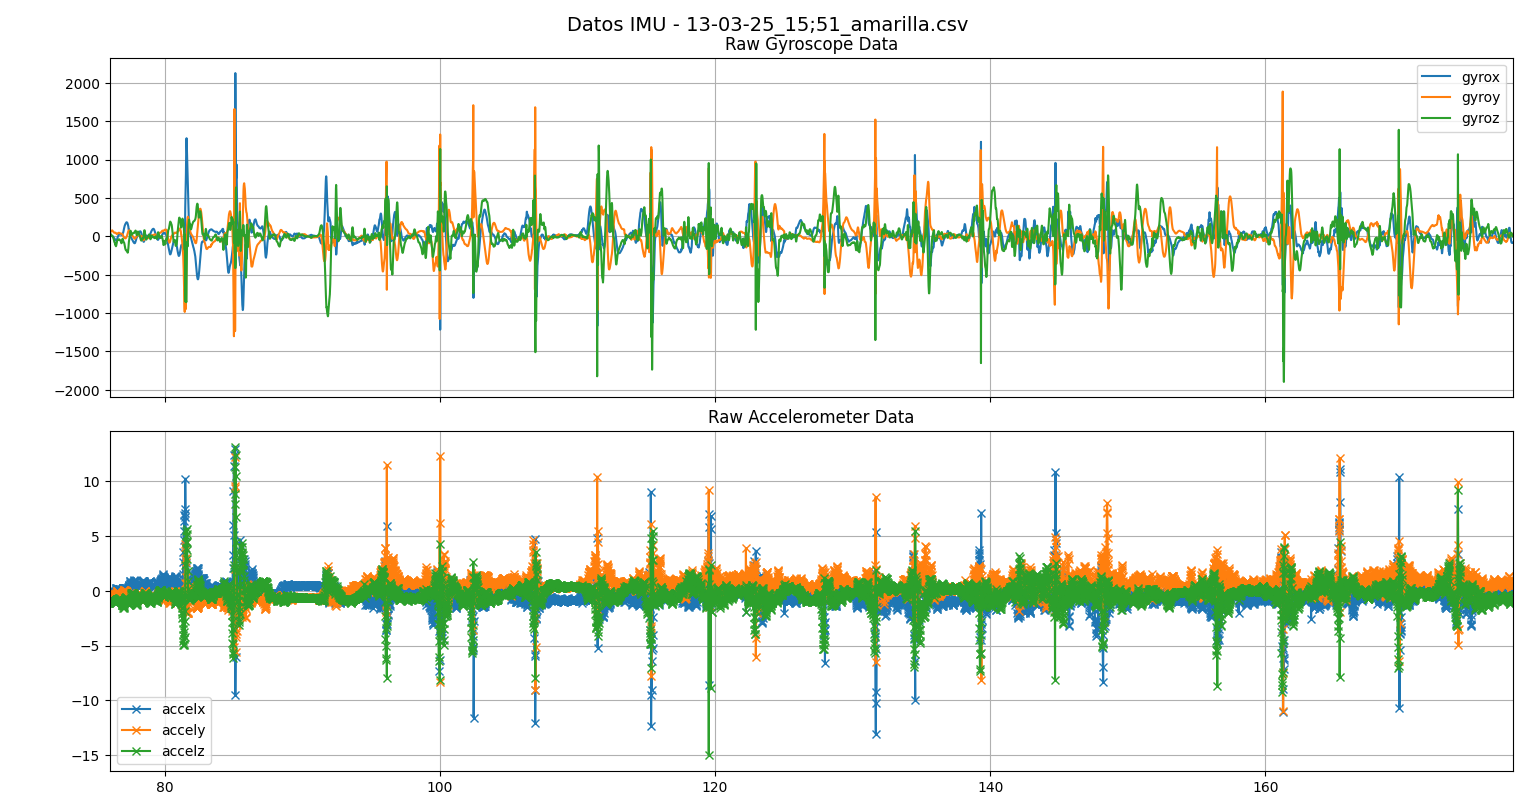 Datos IMU - 13-03-25_15;51_amarilla.csv
Raw Gyroscope Data
2000
1500
1000
500
0
−500
−1000
−1500
−2000
gyrox
gyroy
gyroz
Raw Accelerometer Data
10
5
0
−5
−10
−15
accelx
accely
accelz
80
100
120
140
160